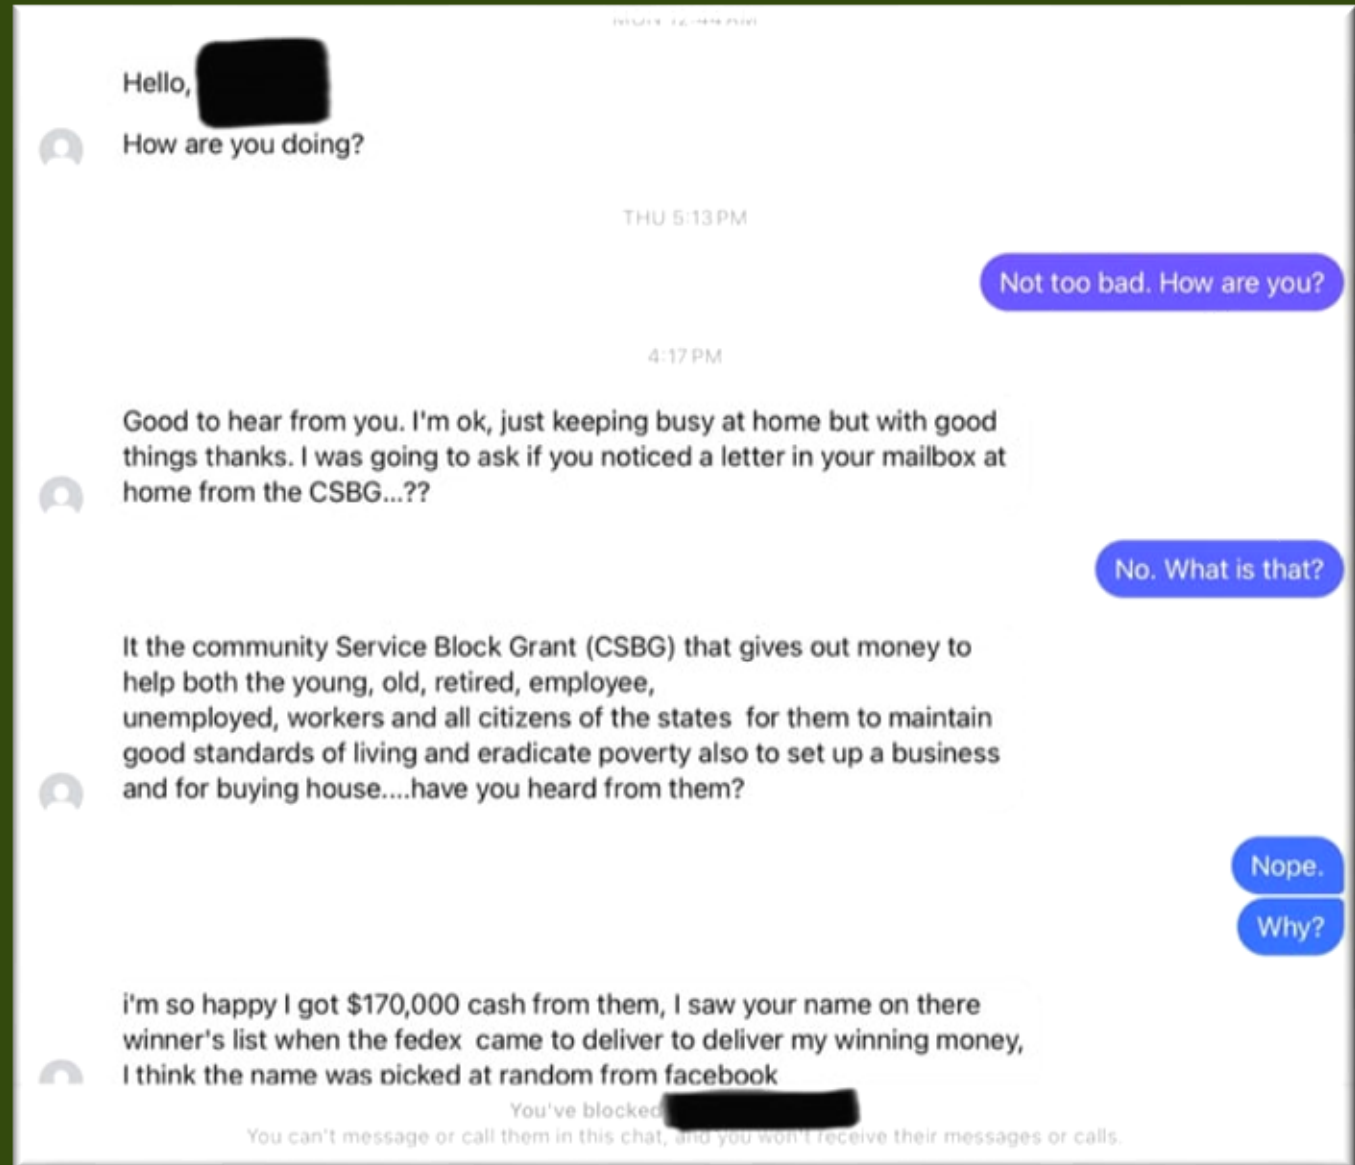 MON 12:44 AM
Hello,
How are you doing?
THU 5:13 PM
Not too bad. How are you?
4:17 PM
Good to hear from you. I'm ok, just keeping busy at home but with good
things thanks. I was going to ask if you noticed a letter in your mailbox at
home from the CSBG...??
No. What is that?
It the community Service Block Grant (CSBG) that gives out money to
help both the young, old, retired, employee,
unemployed, workers and all citizens of the states for them to maintain
good standards of living and eradicate poverty also to set up a business
and for buying house....have you heard from them?
Nope.
Why?
i'm so happy I got $170,000 cash from them, I saw your name on there
winner's list when the fedex came to deliver to deliver my winning money,
I think the name was picked at random from facebook
You've blocked
You can't message or call them in this chat, and you won't receive their messages or calls.